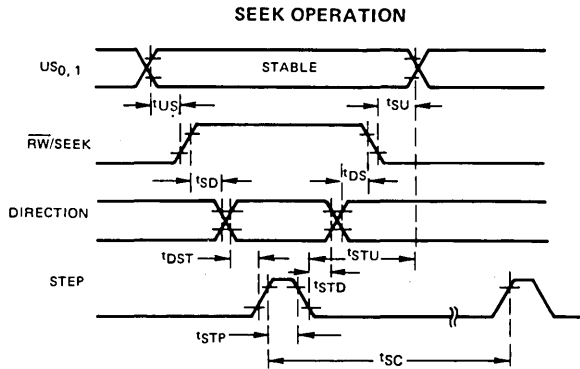 SEEK OPERATION
US0, 1
STABLE
tUS
tSU
RW/SEEK
tSD
tDS
DIRECTION
tDST
tSTU
STEP
tSTD
tSTP
tSC